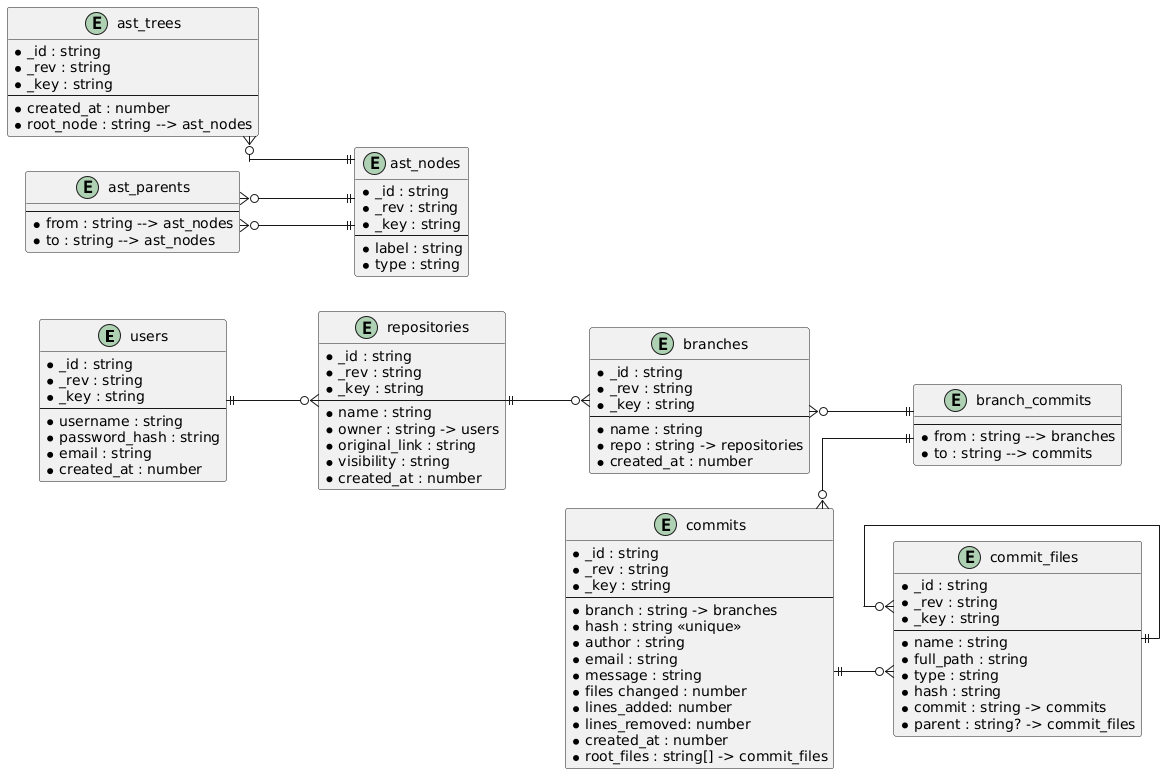 E ast_trees
_id : string
_rev : string
_key : string
created_at : number
root_node : string --> ast_nodes
E ast_nodes
_id : string
_rev : string
_key : string
label : string
type : string
E ast_parents
from : string --> ast_nodes
to : string --> ast_nodes
E users
_id : string
_rev : string
_key : string
username : string
password_hash : string
email : string
created_at : number
E repositories
_id : string
_rev : string
_key : string
name : string
owner : string -> users
original_link : string
visibility : string
created_at : number
E branches
_id : string
_rev : string
_key : string
name : string
repo : string -> repositories
created_at : number
E branch_commits
from : string --> branches
to : string --> commits
E commits
_id : string
_rev : string
_key : string
branch : string -> branches
hash : string «unique»
author : string
email : string
message : string
files changed : number
lines_added: number
lines_removed: number
created_at : number
root_files : string[] -> commit_files
E commit_files
_id : string
_rev : string
_key : string
name : string
full_path : string
type : string
hash : string
commit : string -> commits
parent : string? -> commit_files